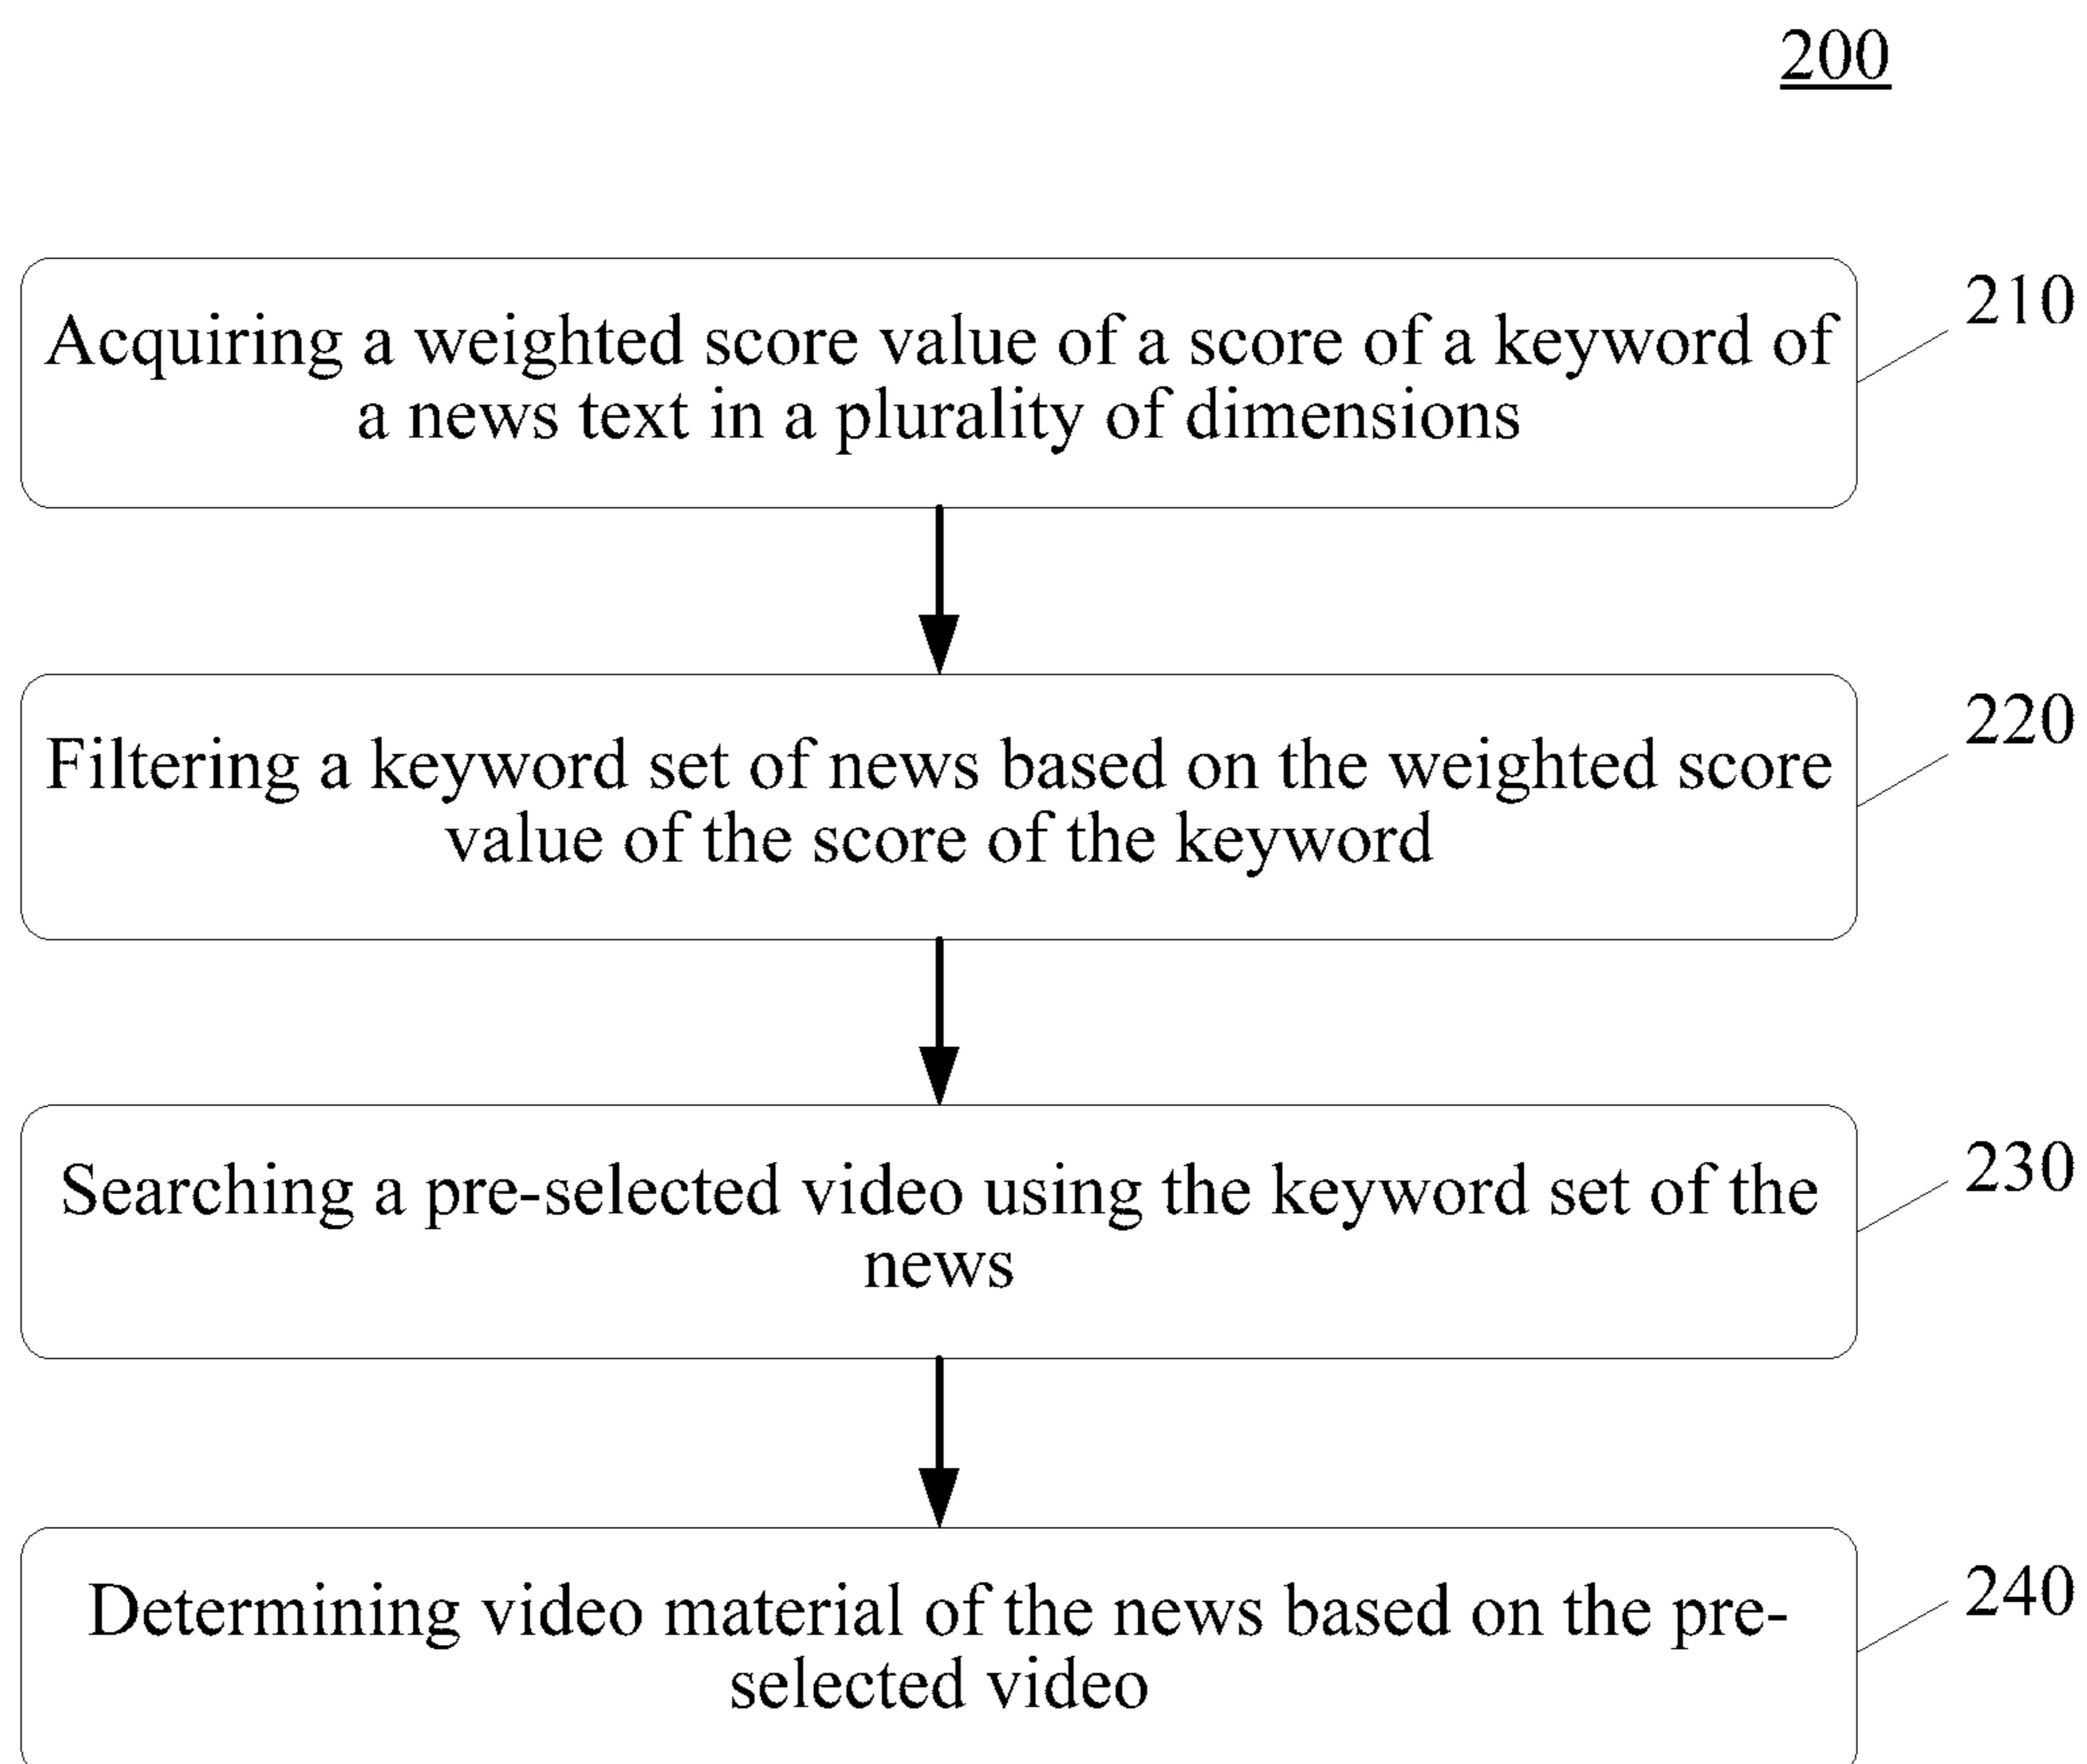 200
210
Acquiring a weighted score value of a score of a keyword of
a news text in a plurality of dimensions
220
Filtering a keyword set of news based on the weighted score
value of the score of the keyword
230
Searching a pre-selected video using the keyword set of the
news
240
Determining video material of the news based on the pre-
selected video